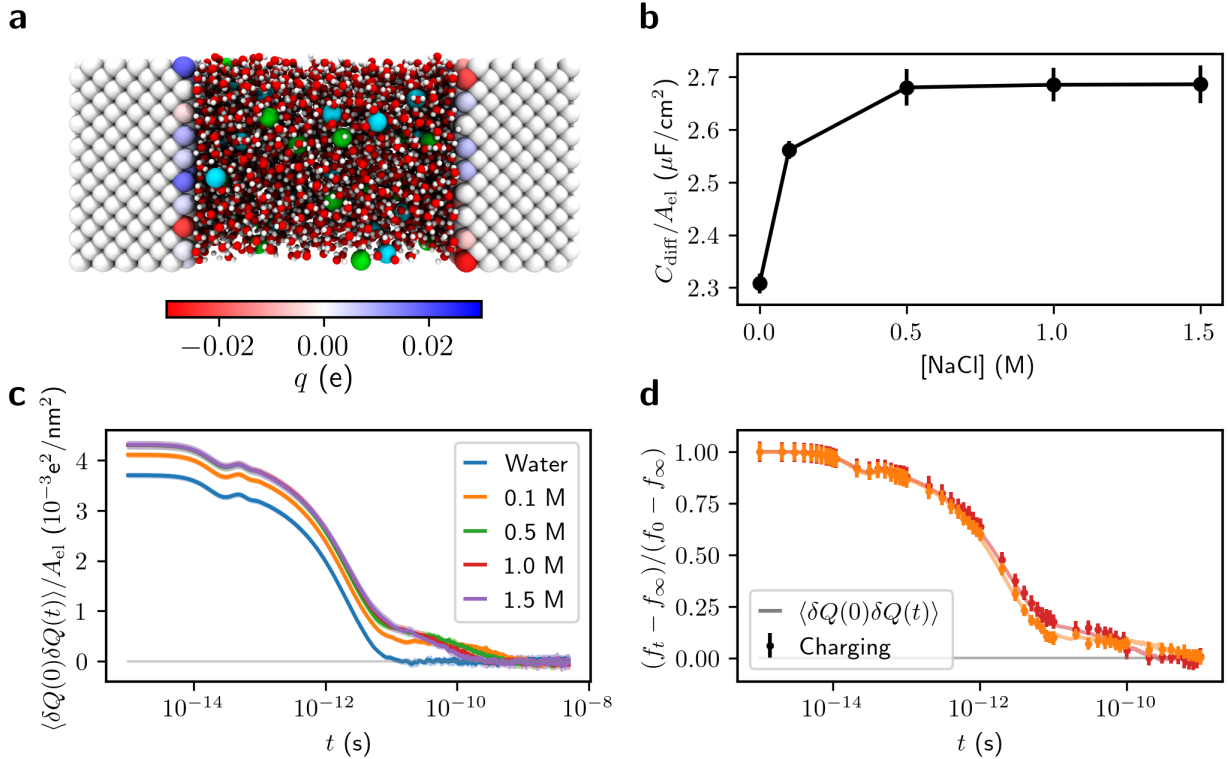 a
−0.02 0.00 0.02
q (e)
b
2.7
2.6
2.5
2.4
2.3
C_diff/A_el (μF/cm²)
0.0 0.5 1.0 1.5
[NaCl] (M)
c
4
3
2
1
0
⟨δQ(0)δQ(t)⟩/A_el (10⁻³e²/nm²)
Water
0.1 M
0.5 M
1.0 M
1.5 M
10⁻¹⁴ 10⁻¹² 10⁻¹⁰ 10⁻⁸
t (s)
d
1.00
0.75
0.50
0.25
0.00
(f_t − f_∞)/(f_0 − f_∞)
⟨δQ(0)δQ(t)⟩
Charging
10⁻¹⁴ 10⁻¹² 10⁻¹⁰
t (s)